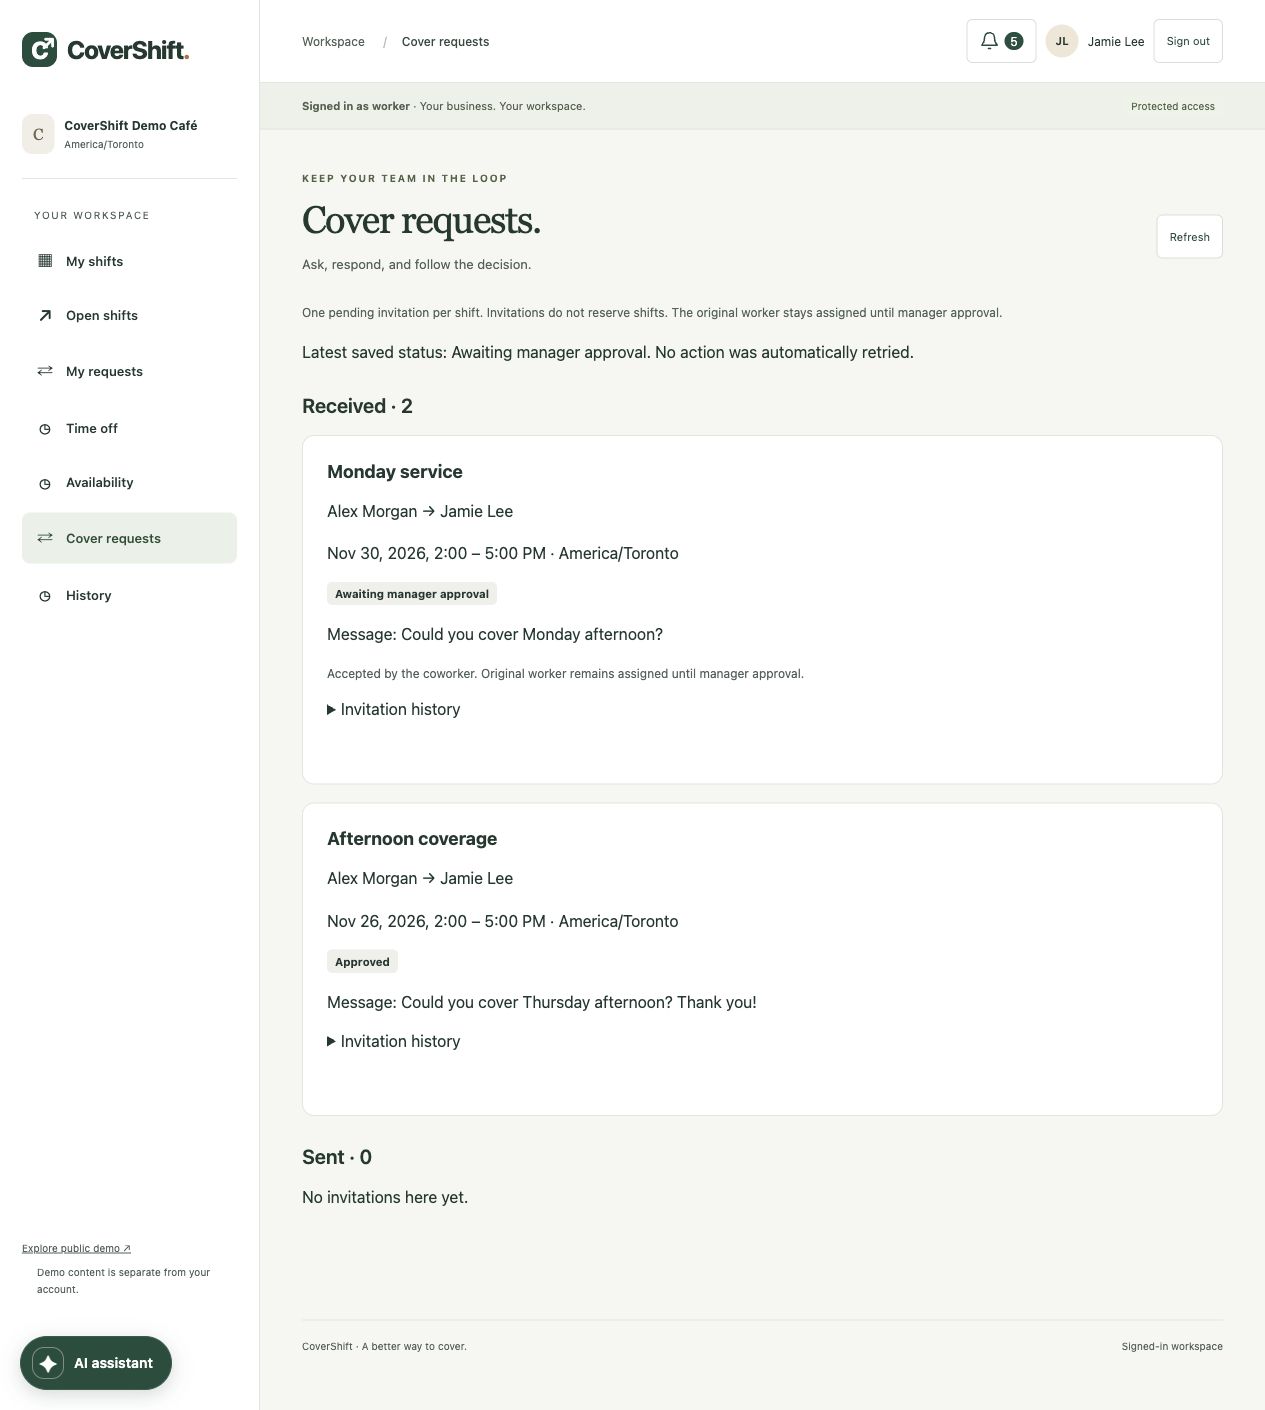 CoverShift.
C
CoverShift Demo Café
America/Toronto
YOUR WORKSPACE
My shifts
Open shifts
My requests
Time off
Availability
Cover requests
History
Explore public demo ↗
Demo content is separate from your
account.
AI assistant
Workspace / Cover requests
5
JL
Jamie Lee
Sign out
Signed in as worker · Your business. Your workspace.
Protected access
KEEP YOUR TEAM IN THE LOOP
Cover requests.
Ask, respond, and follow the decision.
Refresh
One pending invitation per shift. Invitations do not reserve shifts. The original worker stays assigned until manager approval.
Latest saved status: Awaiting manager approval. No action was automatically retried.
Received · 2
Monday service
Alex Morgan → Jamie Lee
Nov 30, 2026, 2:00 – 5:00 PM · America/Toronto
Awaiting manager approval
Message: Could you cover Monday afternoon?
Accepted by the coworker. Original worker remains assigned until manager approval.
▶ Invitation history
Afternoon coverage
Alex Morgan → Jamie Lee
Nov 26, 2026, 2:00 – 5:00 PM · America/Toronto
Approved
Message: Could you cover Thursday afternoon? Thank you!
▶ Invitation history
Sent · 0
No invitations here yet.
CoverShift · A better way to cover.
Signed-in workspace